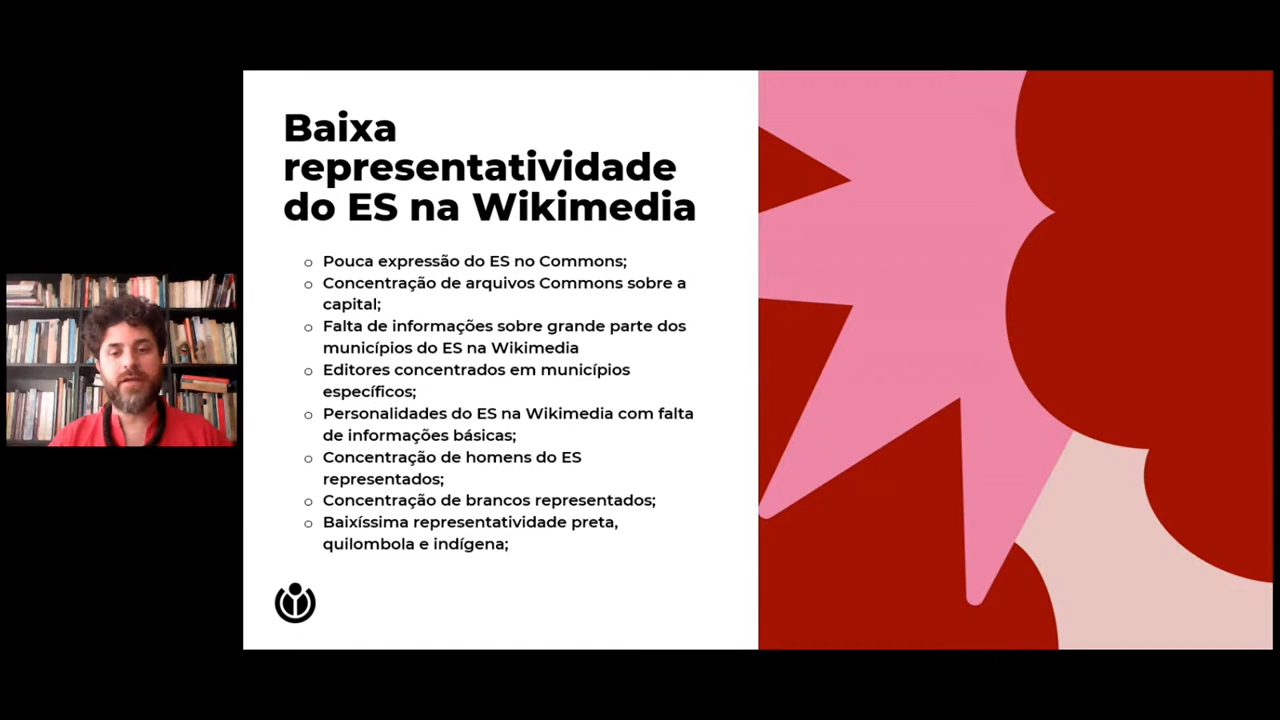 Baixa
representatividade
do ES na Wikimedia
o Pouca expressão do ES no Commons;
o Concentração de arquivos Commons sobre a
capital;
o Falta de informações sobre grande parte dos
municípios do ES na Wikimedia
o Editores concentrados em municípios
específicos;
o Personalidades do ES na Wikimedia com falta
de informações básicas;
o Concentração de homens do ES
representados;
o Concentração de brancos representados;
o Baixíssima representatividade preta,
quilombola e indígena;